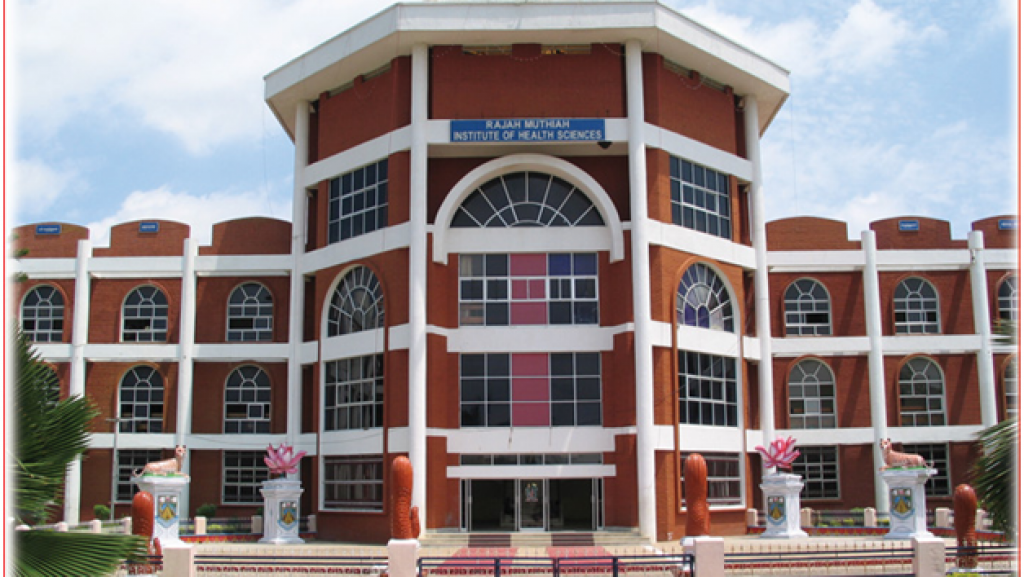 RAJAH MUTHIAH
INSTITUTE OF HEALTH SCIENCES